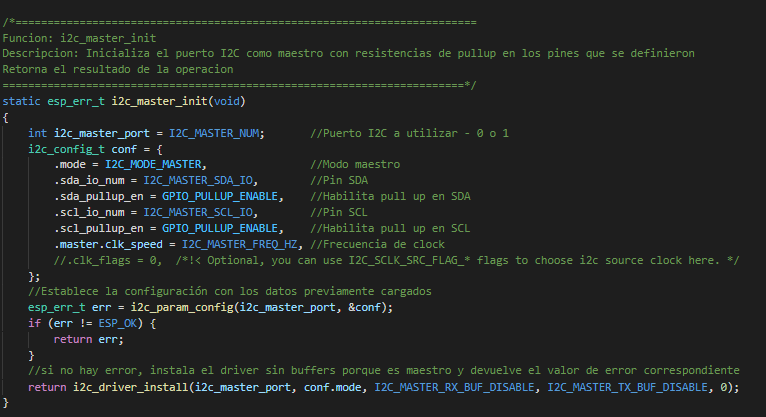 /*========================================================================
Funcion: i2c_master_init
Descripcion: Inicializa el puerto I2C como maestro con resistencias de pullup en los pines que se definieron
Retorna el resultado de la operacion
========================================================================*/
static esp_err_t i2c_master_init(void)
{
    int i2c_master_port = I2C_MASTER_NUM;       //Puerto I2C a utilizar - 0 o 1
    i2c_config_t conf = {
        .mode = I2C_MODE_MASTER,                //Modo maestro
        .sda_io_num = I2C_MASTER_SDA_IO,        //Pin SDA
        .sda_pullup_en = GPIO_PULLUP_ENABLE,    //Habilita pull up en SDA
        .scl_io_num = I2C_MASTER_SCL_IO,        //Pin SCL
        .scl_pullup_en = GPIO_PULLUP_ENABLE,    //Habilita pull up en SCL
        .master.clk_speed = I2C_MASTER_FREQ_HZ, //Frecuencia de clock
        //.clk_flags = 0,  /*!< Optional, you can use I2C_SCLK_SRC_FLAG_* flags to choose i2c source clock here. */
    };
    //Establece la configuración con los datos previamente cargados
    esp_err_t err = i2c_param_config(i2c_master_port, &conf);
    if (err != ESP_OK) {
        return err;
    }
    //si no hay error, instala el driver sin buffers porque es maestro y devuelve el valor de error correspondiente
    return i2c_driver_install(i2c_master_port, conf.mode, I2C_MASTER_RX_BUF_DISABLE, I2C_MASTER_TX_BUF_DISABLE, 0);
}